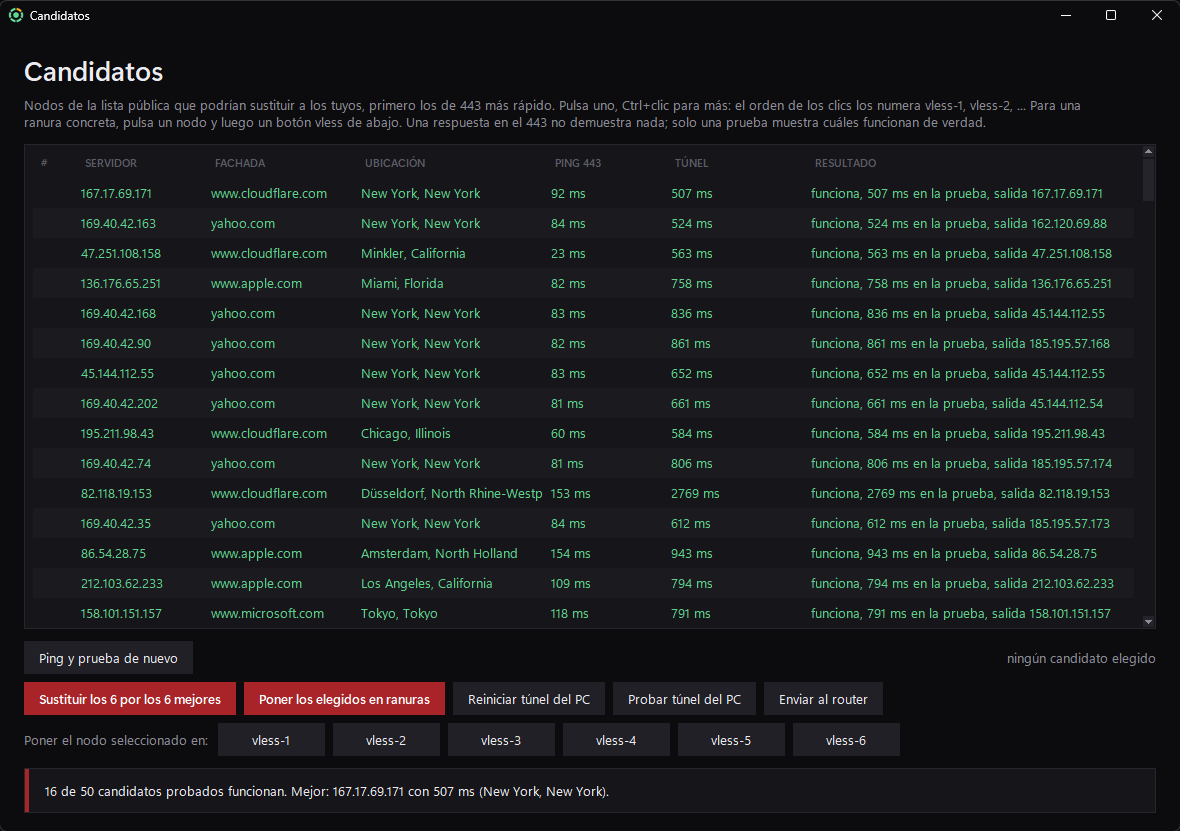 Candidatos
Candidatos
Nodos de la lista pública que podrían sustituir a los tuyos, primero los de 443 más rápido. Pulsa uno, Ctrl+clic para más: el orden de los clics los numera vless-1, vless-2, ... Para una
ranura concreta, pulsa un nodo y luego un botón vless de abajo. Una respuesta en el 443 no demuestra nada; solo una prueba muestra cuáles funcionan de verdad.
# SERVIDOR FACHADA UBICACIÓN PING 443 TÚNEL RESULTADO
167.17.69.171 www.cloudflare.com New York, New York 92 ms 507 ms funciona, 507 ms en la prueba, salida 167.17.69.171
169.40.42.163 yahoo.com New York, New York 84 ms 524 ms funciona, 524 ms en la prueba, salida 162.120.69.88
47.251.108.158 www.cloudflare.com Minkler, California 23 ms 563 ms funciona, 563 ms en la prueba, salida 47.251.108.158
136.176.65.251 www.apple.com Miami, Florida 82 ms 758 ms funciona, 758 ms en la prueba, salida 136.176.65.251
169.40.42.168 yahoo.com New York, New York 83 ms 836 ms funciona, 836 ms en la prueba, salida 45.144.112.55
169.40.42.90 yahoo.com New York, New York 82 ms 861 ms funciona, 861 ms en la prueba, salida 185.195.57.168
45.144.112.55 yahoo.com New York, New York 83 ms 652 ms funciona, 652 ms en la prueba, salida 45.144.112.55
169.40.42.202 yahoo.com New York, New York 81 ms 661 ms funciona, 661 ms en la prueba, salida 45.144.112.54
195.211.98.43 www.cloudflare.com Chicago, Illinois 60 ms 584 ms funciona, 584 ms en la prueba, salida 195.211.98.43
169.40.42.74 yahoo.com New York, New York 81 ms 806 ms funciona, 806 ms en la prueba, salida 185.195.57.174
82.118.19.153 www.cloudflare.com Düsseldorf, North Rhine-Westp 153 ms 2769 ms funciona, 2769 ms en la prueba, salida 82.118.19.153
169.40.42.35 yahoo.com New York, New York 84 ms 612 ms funciona, 612 ms en la prueba, salida 185.195.57.173
86.54.28.75 www.apple.com Amsterdam, North Holland 154 ms 943 ms funciona, 943 ms en la prueba, salida 86.54.28.75
212.103.62.233 www.apple.com Los Angeles, California 109 ms 794 ms funciona, 794 ms en la prueba, salida 212.103.62.233
158.101.151.157 www.microsoft.com Tokyo, Tokyo 118 ms 791 ms funciona, 791 ms en la prueba, salida 158.101.151.157
Ping y prueba de nuevo ningún candidato elegido
Sustituir los 6 por los 6 mejores Poner los elegidos en ranuras Reiniciar túnel del PC Probar túnel del PC Enviar al router
Poner el nodo seleccionado en: vless-1 vless-2 vless-3 vless-4 vless-5 vless-6
16 de 50 candidatos probados funcionan. Mejor: 167.17.69.171 con 507 ms (New York, New York).